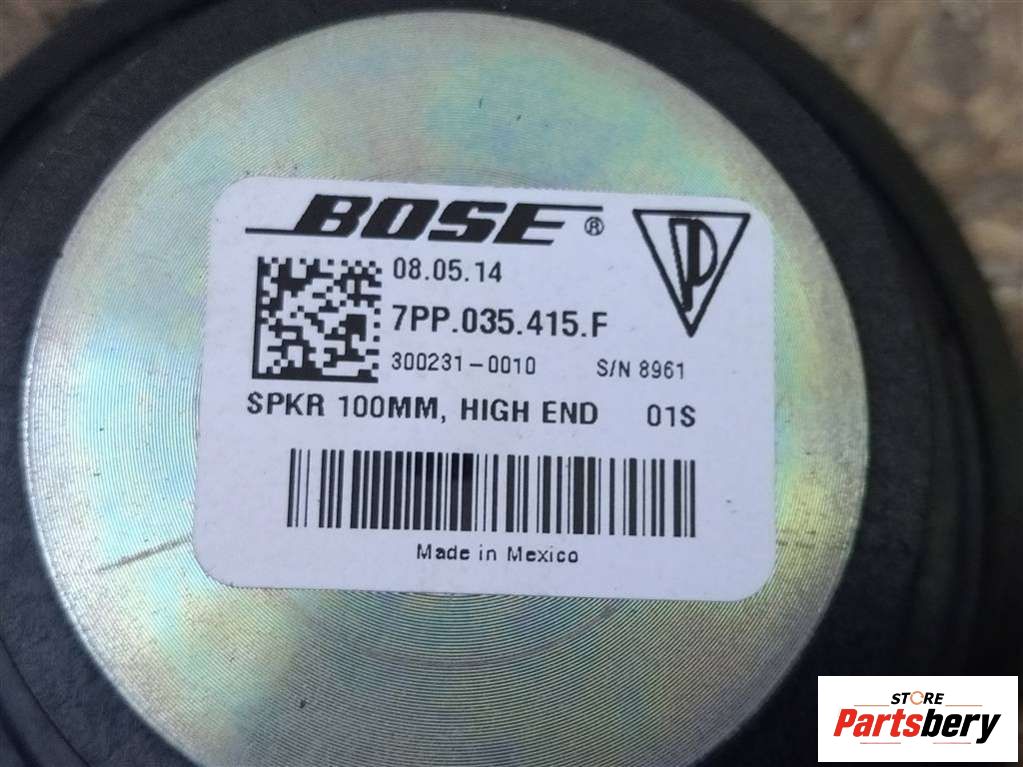 BOSE®
08.05.14
7PP.035.415.F
300231-0010 S/N 8961
SPKR 100MM, HIGH END 01S
Made in Mexico
STORE
Partsbery